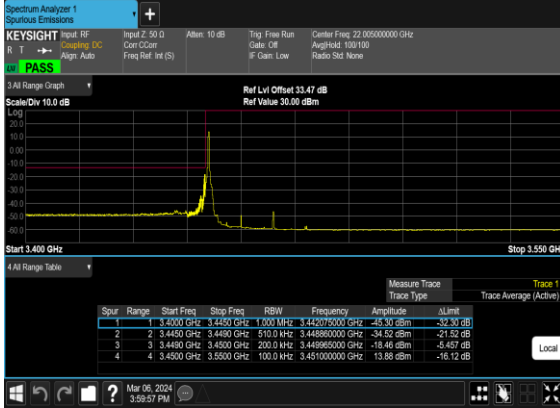 Spectrum Analyzer 1
Spurious Emissions
+
KEYSIGHT Input: RF Input Z: 50 Ω Atten: 10 dB Trig: Free Run Center Freq: 22.005000000 GHz
R T Coupling: DC Corr CCorr Gate: Off Avg|Hold: 100/100
Align: Auto Freq Ref: Int (S) IF Gain: Low Radio Std: None
PASS
3.All Range Graph
Ref Lvl Offset 33.47 dB
Scale/Div 10.0 dB Ref Value 30.00 dBm
Log
20.0
10.0
0.00
-10.0
-20.0
-30.0
-40.0
-50.0
-60.0
Start 3.400 GHz Stop 3.550 GH
4.All Range Table
Measure Trace Trace 1
Trace Type Trace Average (Active)
Spur Range Start Freq Stop Freq RBW Frequency Amplitude ΔLimit
1 1 3.4000 GHz 3.4450 GHz 1.000 MHz 3.442075000 GHz -45.30 dBm -32.30 dB
2 2 3.4450 GHz 3.4490 GHz 510.0 kHz 3.448860000 GHz -34.52 dBm -21.52 dB
3 3 3.4490 GHz 3.4500 GHz 200.0 kHz 3.449965000 GHz -18.46 dBm -5.457 dB
4 4 3.4500 GHz 3.5500 GHz 100.0 kHz 3.451000000 GHz 13.88 dBm -16.12 dB
Local
? Mar 06, 2024
3:59:57 PM